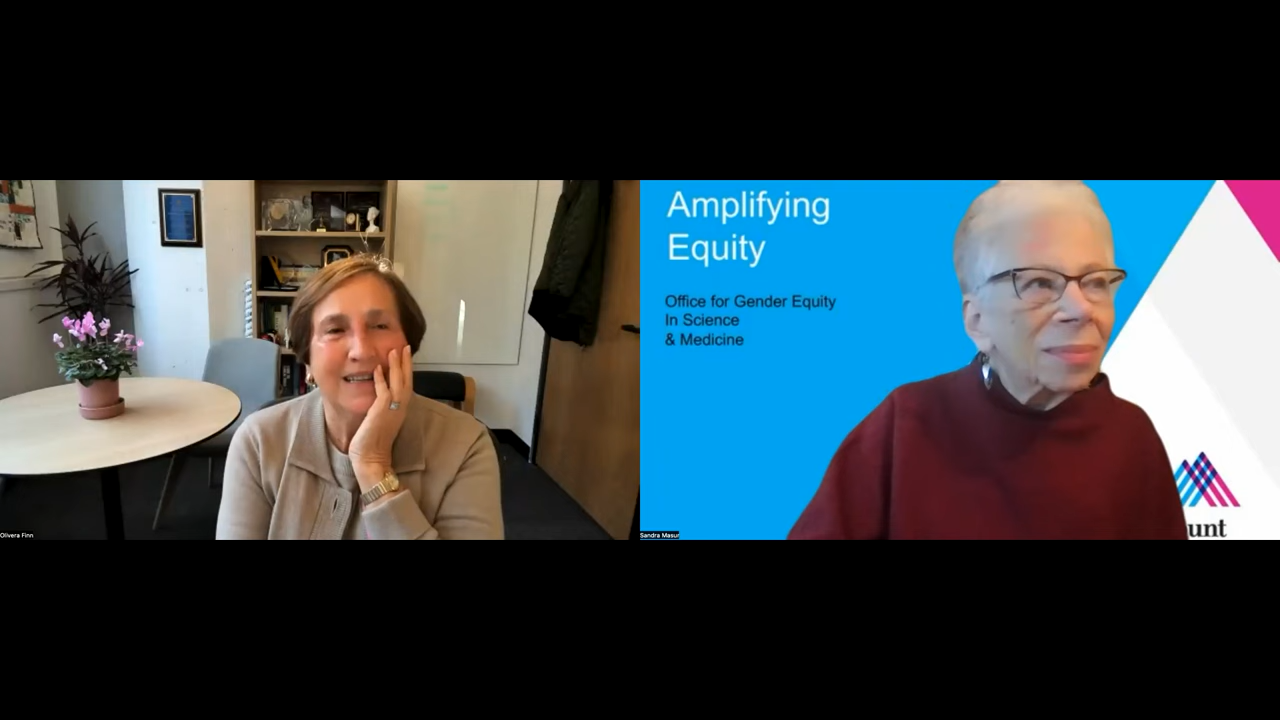 Amplifying
Equity
Office for Gender Equity
In Science
& Medicine
unt
Olivera Finn
Sandra Masur